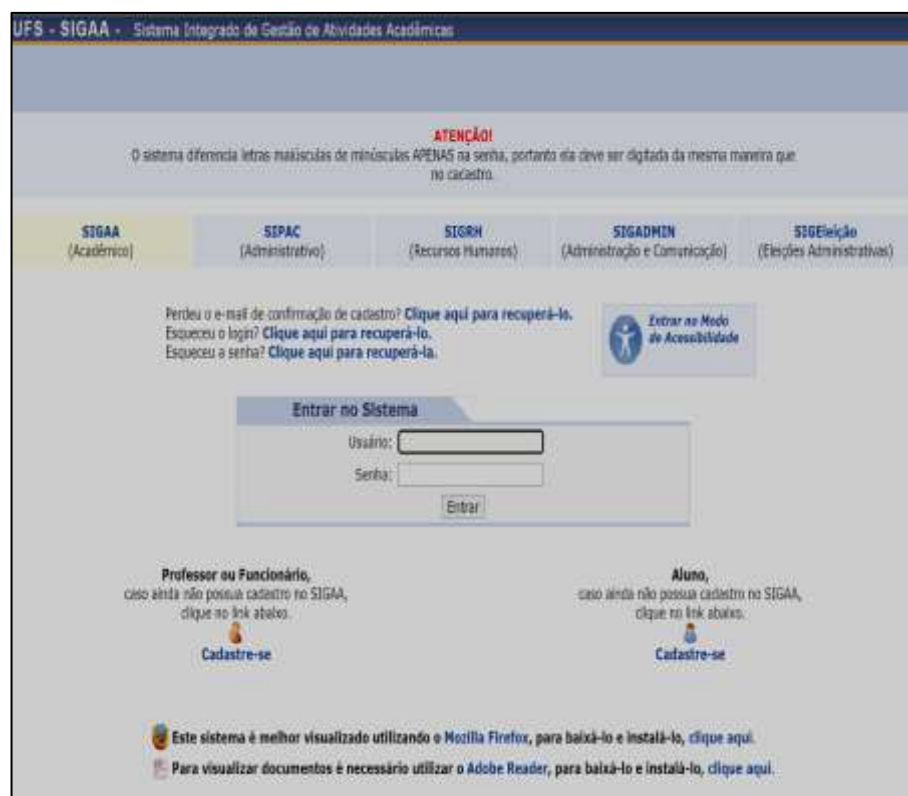 UFS - SIGAA - Sistema Integrado de Gestão de Atividades Acadêmicas
ATENÇÃO!
O sistema diferencia letras maiúsculas de minúsculas APENAS na senha, portanto ela deve ser digitada da mesma maneira que
no cadastro.
SIGAA
(Acadêmico)
SIPAC
(Administrativo)
SIGRH
(Recursos Humanos)
SIGADMIN
(Administração e Comunicação)
SIGEleição
(Eleições Administrativas)
Perdeu o e-mail de confirmação de cadastro? Clique aqui para recuperá-lo.
Esqueceu o login? Clique aqui para recuperá-lo.
Esqueceu a senha? Clique aqui para recuperá-la.
Entrar no Modo
de Acessibilidade
Entrar no Sistema
Usuário:
Senha:
Entrar
Professor ou Funcionário,
caso ainda não possua cadastro no SIGAA,
clique no link abaixo.
Cadastre-se
Aluno,
caso ainda não possua cadastro no SIGAA,
clique no link abaixo.
Cadastre-se
Este sistema é melhor visualizado utilizando o Mozilla Firefox, para baixá-lo e instalá-lo, clique aqui.
Para visualizar documentos é necessário utilizar o Adobe Reader, para baixá-lo e instalá-lo, clique aqui.